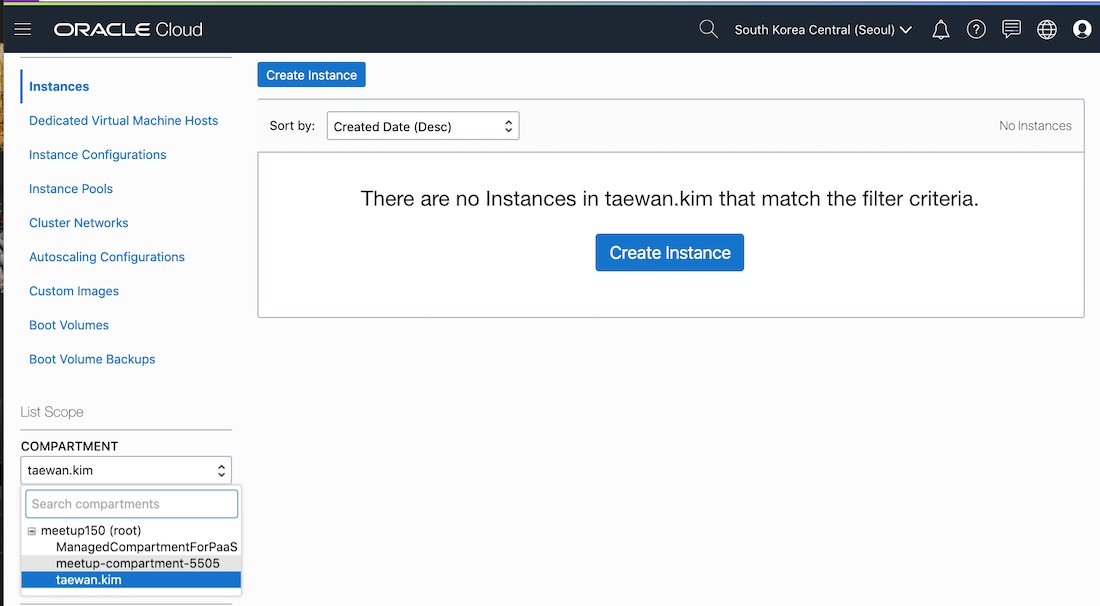 ORACLE Cloud
South Korea Central (Seoul)
Instances
Dedicated Virtual Machine Hosts
Instance Configurations
Instance Pools
Cluster Networks
Autoscaling Configurations
Custom Images
Boot Volumes
Boot Volume Backups
List Scope
COMPARTMENT
taewan.kim
Search compartments
meetup150 (root)
ManagedCompartmentForPaaS
meetup-compartment-5505
taewan.kim
Create Instance
Sort by: Created Date (Desc) No Instances
There are no Instances in taewan.kim that match the filter criteria.
Create Instance